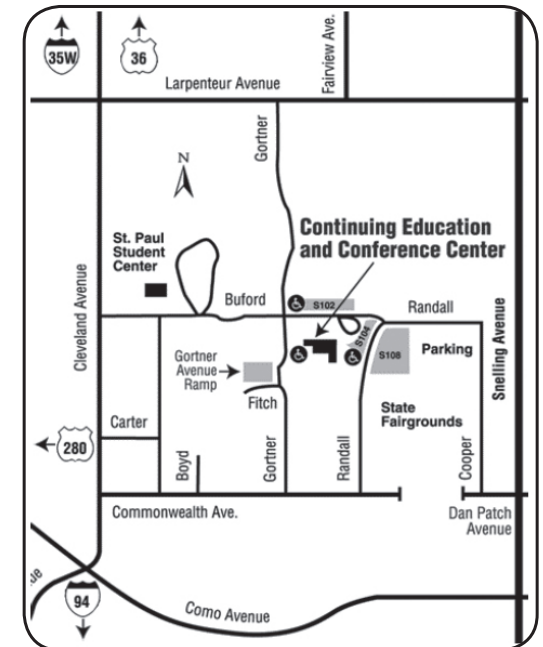 35W
36
Fairview Ave.
Larpenteur Avenue
Gortner
N
Continuing Education
and Conference Center
St. Paul
Student
Center
Cleveland Avenue
Buford
S102
Randall
Snelling Avenue
S104
S108
Parking
Gortner
Avenue
Ramp
Fitch
State
Fairgrounds
Carter
280
Boyd
Gortner
Randall
Cooper
Commonwealth Ave.
Dan Patch
Avenue
94
Como Avenue